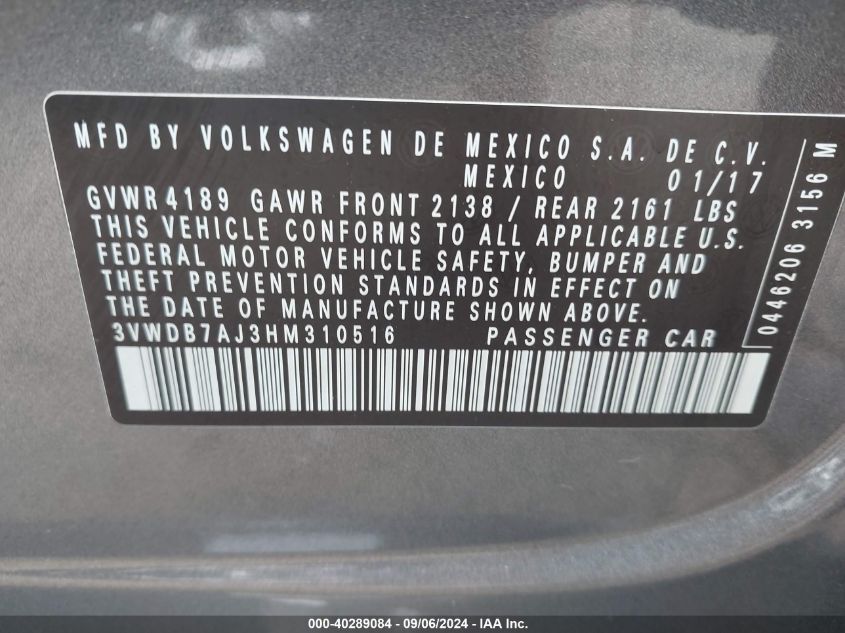 MFD BY VOLKSWAGEN DE MEXICO S.A. DE C.V.
MEXICO 01/17
GVWR 4189 GAWR FRONT 2138 / REAR 2161 LBS
THIS VEHICLE CONFORMS TO ALL APPLICABLE U.S.
FEDERAL MOTOR VEHICLE SAFETY, BUMPER AND
THEFT PREVENTION STANDARDS IN EFFECT ON
THE DATE OF MANUFACTURE SHOWN ABOVE.
3VWDB7AJ3HM310516 PASSENGER CAR
0446206 3156 M
000-40289084 - 09/06/2024 - IAA Inc.